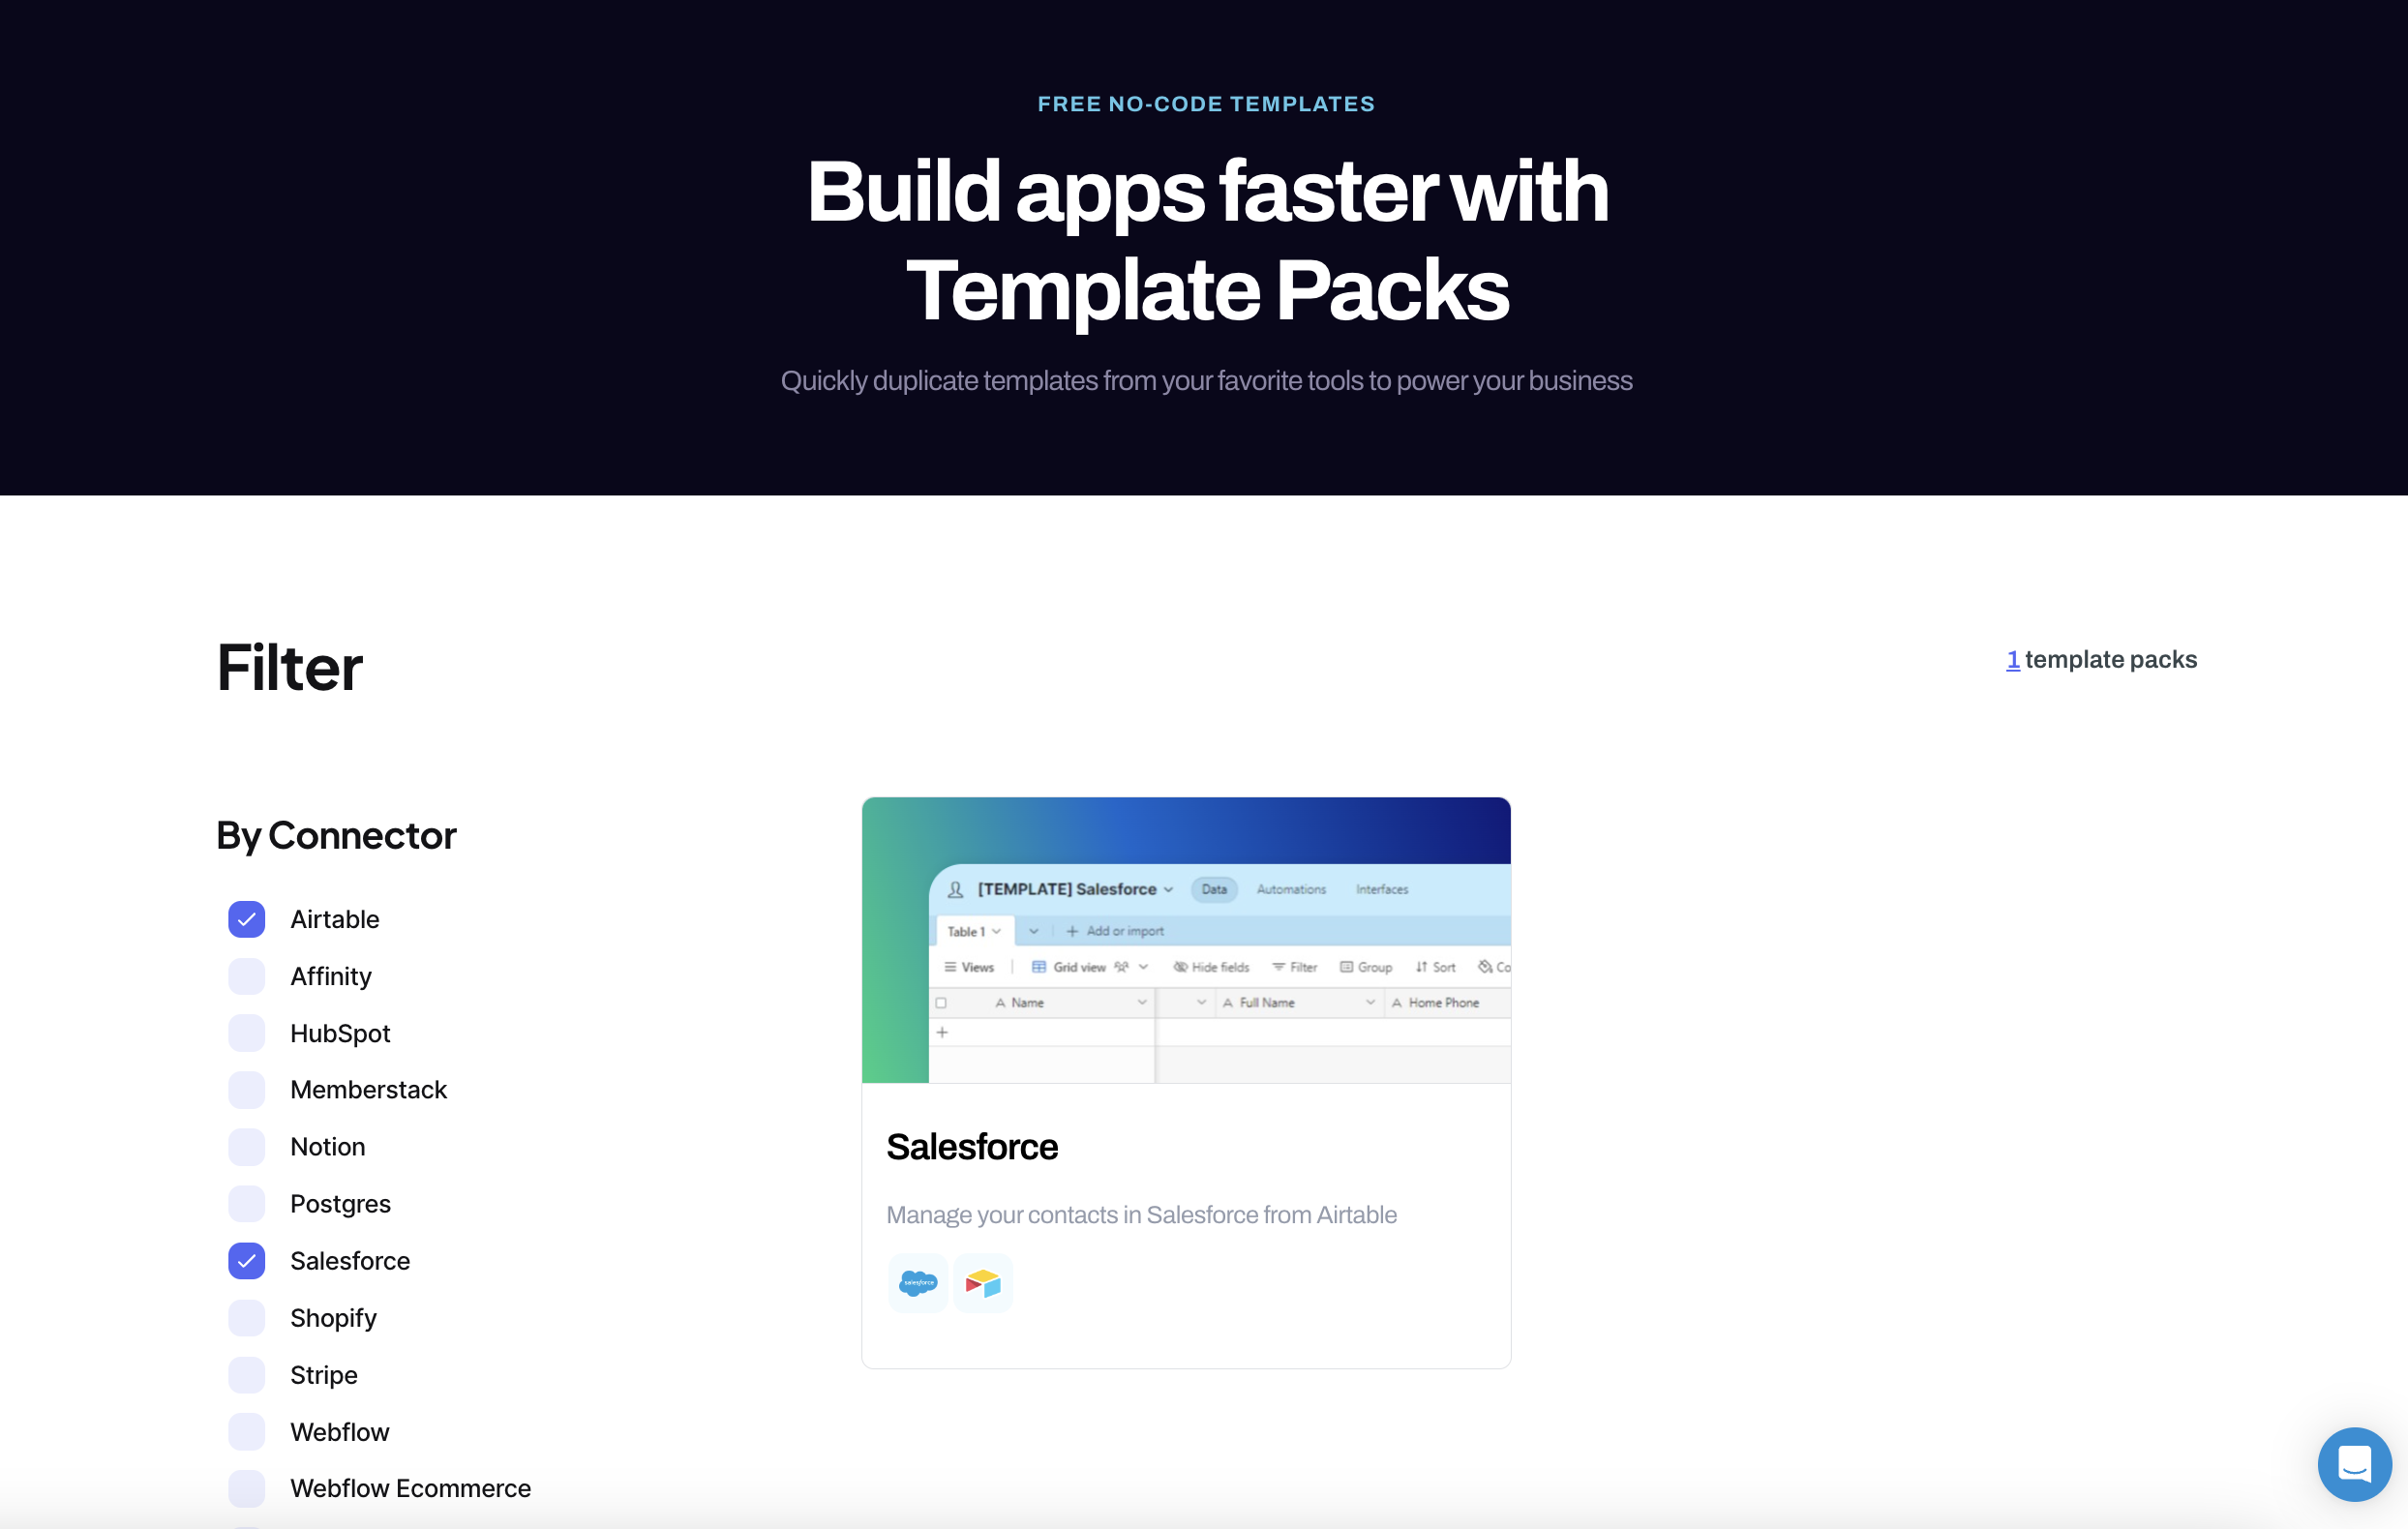 FREE NO-CODE TEMPLATES
Build apps faster with
Template Packs
Quickly duplicate templates from your favorite tools to power your business
Filter
1 template packs
By Connector
Airtable
Affinity
HubSpot
Memberstack
Notion
Postgres
Salesforce
Shopify
Stripe
Webflow
Webflow Ecommerce
[TEMPLATE] Salesforce Data Automations Interfaces
Table 1 Add or import
Views Grid view Hide fields Filter Group Sort Co
A Name A Full Name A Home Phone
Salesforce
Manage your contacts in Salesforce from Airtable
salesforce